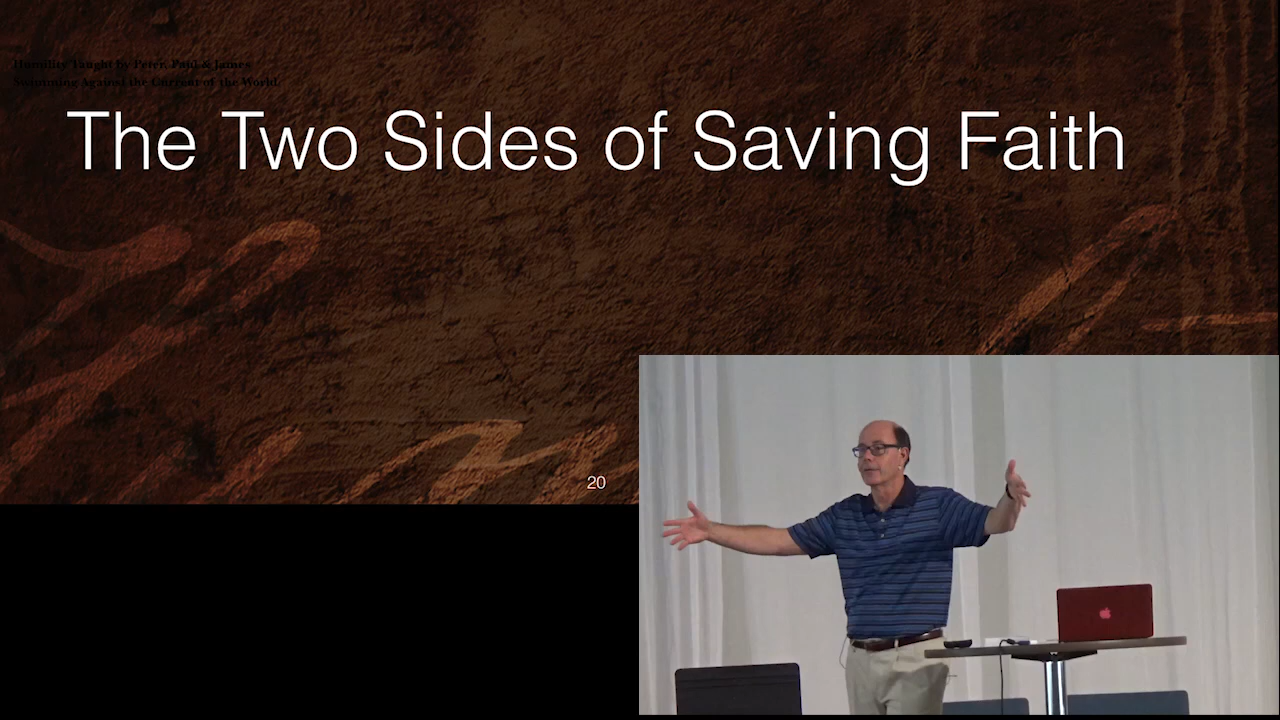 Humility Taught by Peter, Paul & James
Swimming Against the Current of the World
The Two Sides of Saving Faith
20